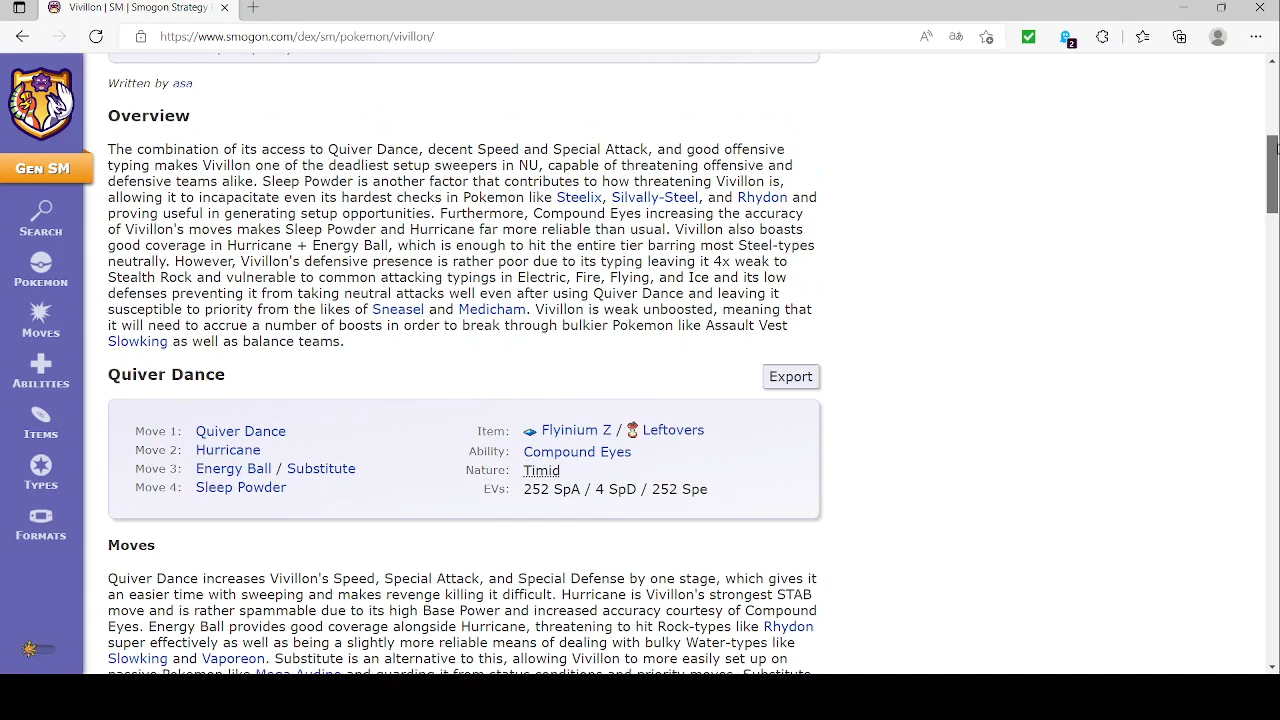 Vivillon | SM | Smogon Strategy
https://www.smogon.com/dex/sm/pokemon/vivillon/
2
Written by asa
Overview
The combination of its access to Quiver Dance, decent Speed and Special Attack, and good offensive
typing makes Vivillon one of the deadliest setup sweepers in NU, capable of threatening offensive and
defensive teams alike. Sleep Powder is another factor that contributes to how threatening Vivillon is,
allowing it to incapacitate even its hardest checks in Pokemon like Steelix, Silvally-Steel, and Rhydon and
proving useful in generating setup opportunities. Furthermore, Compound Eyes increasing the accuracy
of Vivillon's moves makes Sleep Powder and Hurricane far more reliable than usual. Vivillon also boasts
good coverage in Hurricane + Energy Ball, which is enough to hit the entire tier barring most Steel-types
neutrally. However, Vivillon's defensive presence is rather poor due to its typing leaving it 4x weak to
Stealth Rock and vulnerable to common attacking typings in Electric, Fire, Flying, and Ice and its low
defenses preventing it from taking neutral attacks well even after using Quiver Dance and leaving it
susceptible to priority from the likes of Sneasel and Medicham. Vivillon is weak unboosted, meaning that
it will need to accrue a number of boosts in order to break through bulkier Pokemon like Assault Vest
Slowking as well as balance teams.
Quiver Dance
Export
Move 1: Quiver Dance
Move 2: Hurricane
Move 3: Energy Ball / Substitute
Move 4: Sleep Powder
Item: Flyinium Z / Leftovers
Ability: Compound Eyes
Nature: Timid
EVs: 252 SpA / 4 SpD / 252 Spe
Moves
Quiver Dance increases Vivillon's Speed, Special Attack, and Special Defense by one stage, which gives it
an easier time with sweeping and makes revenge killing it difficult. Hurricane is Vivillon's strongest STAB
move and is rather spammable due to its high Base Power and increased accuracy courtesy of Compound
Eyes. Energy Ball provides good coverage alongside Hurricane, threatening to hit Rock-types like Rhydon
super effectively as well as being a slightly more reliable means of dealing with bulky Water-types like
Slowking and Vaporeon. Substitute is an alternative to this, allowing Vivillon to more easily set up on
passive Pokemon like Mega Audino and guarding it from status conditions and priority moves. Substitute
GEN SM
SEARCH
POKEMON
MOVES
ABILITIES
ITEMS
TYPES
FORMATS